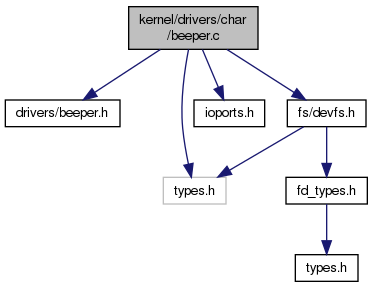 kernel/drivers/char
/beeper.c
drivers/beeper.h
ioports.h
fs/devfs.h
types.h
fd_types.h
types.h